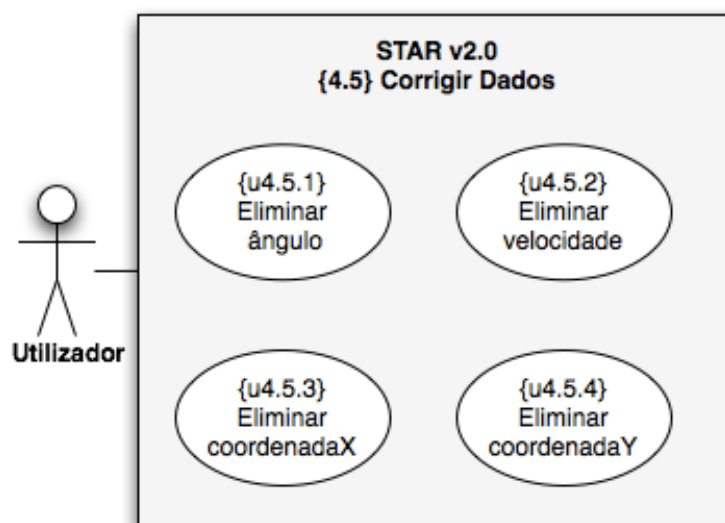 STAR v2.0
{4.5} Corrigir Dados
{u4.5.1}
Eliminar
ângulo
{u4.5.2}
Eliminar
velocidade
Utilizador
{u4.5.3}
Eliminar
coordenadaX
{u4.5.4}
Eliminar
coordenadaY